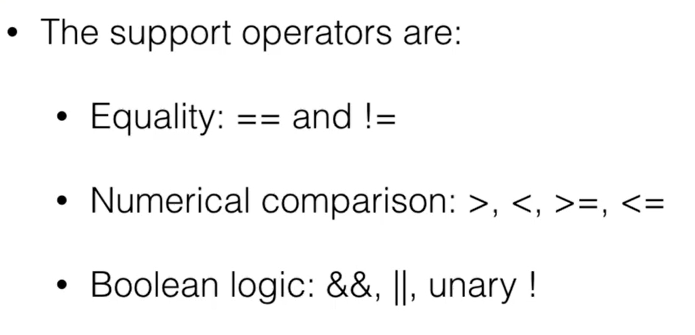 • The support operators are:
• Equality: == and !=
• Numerical comparison: >, <, >=, <=
• Boolean logic: &&, ||, unary !